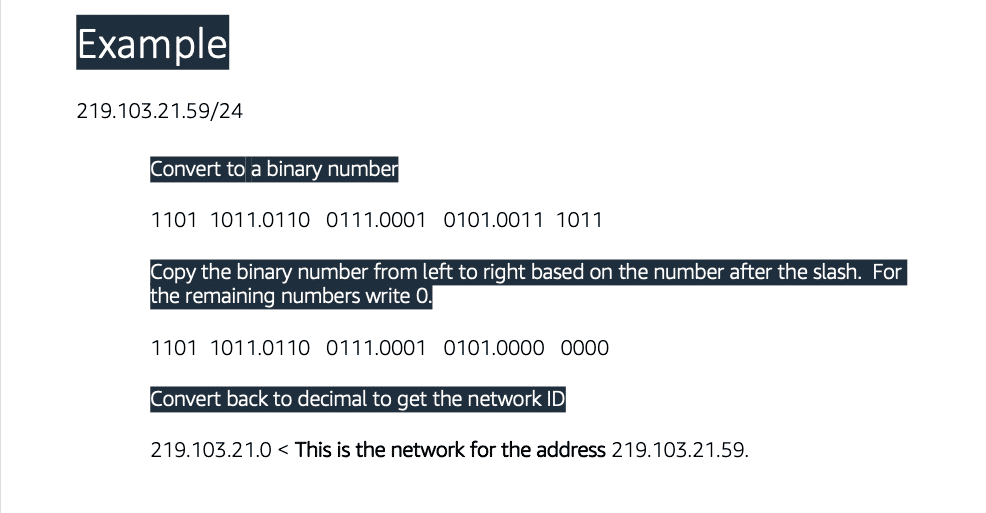 Example
219.103.21.59/24
Convert to a binary number
1101 1011.0110 0111.0001 0101.0011 1011
Copy the binary number from left to right based on the number after the slash. For
the remaining numbers write 0.
1101 1011.0110 0111.0001 0101.0000 0000
Convert back to decimal to get the network ID
219.103.21.0 < This is the network for the address 219.103.21.59.